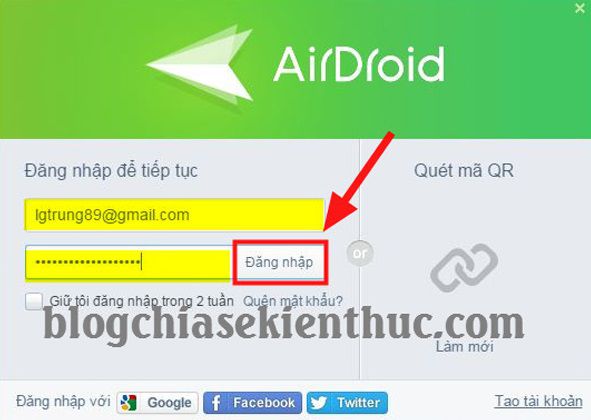 AirDroid
Đăng nhập để tiếp tục
Quét mã QR
lgtrung89@gmail.com
Đăng nhập
or
Giữ tôi đăng nhập trong 2 tuần Quên mật khẩu?
blogchiasekienthuc.com
Làm mới
Đăng nhập với Google Facebook Twitter Tạo tài khoản